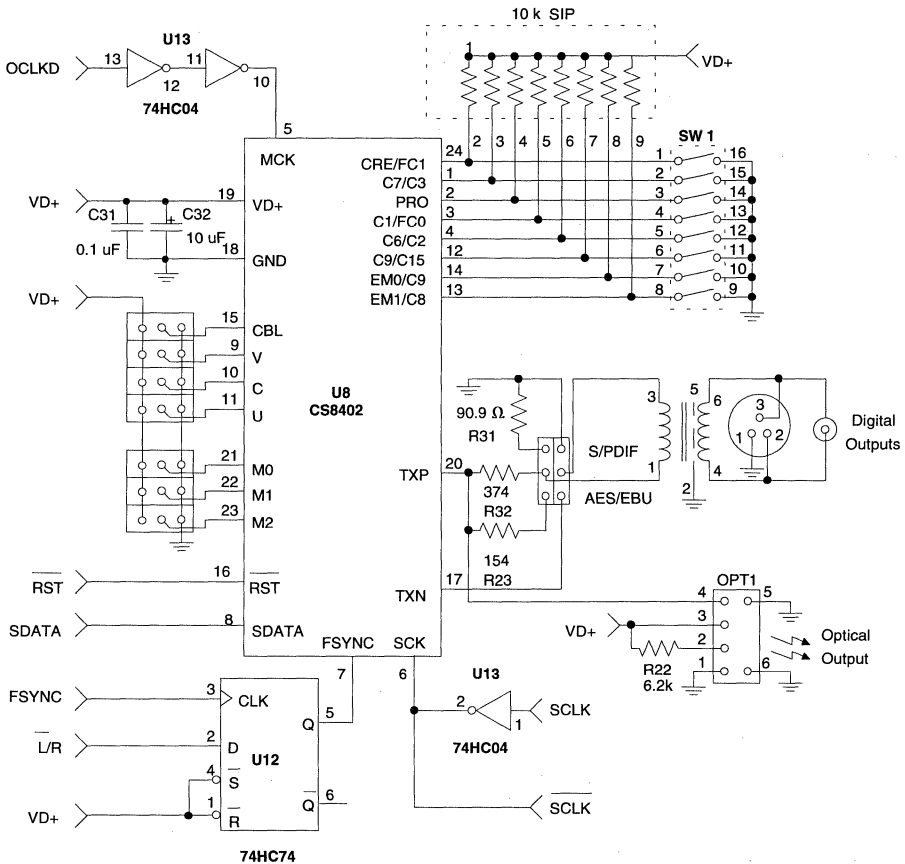 10 k SIP
U13
OCLKD
13
12
11
10
74HC04
1
VD+
2 3 4 5 6 7 8 9
SW 1
5
MCK
24
CRE/FC1
1
16
1
C7/C3
2
15
2
PRO
3
14
3
C1/FC0
4
13
4
C6/C2
5
12
12
C9/C15
6
11
14
EM0/C9
7
10
13
EM1/C8
8
9
VD+
19
VD+
C31
0.1 uF
+
C32
10 uF
18
GND
VD+
15
CBL
9
V
10
C
11
U
21
M0
22
M1
23
M2
U8
CS8402
90.9 Ω
R31
20
TXP
374
R32
154
R23
17
TXN
S/PDIF
AES/EBU
3
1
5
2
6
4
3
1
2
Digital
Outputs
RST
16
RST
SDATA
8
SDATA
FSYNC
7
SCK
6
OPT1
4
5
VD+
3
2
R22
6.2k
1
6
Optical
Output
FSYNC
3
CLK
L/R
2
D
Q
5
U12
4
S
VD+
1
R
Q
6
74HC74
U13
2
1
SCLK
74HC04
SCLK